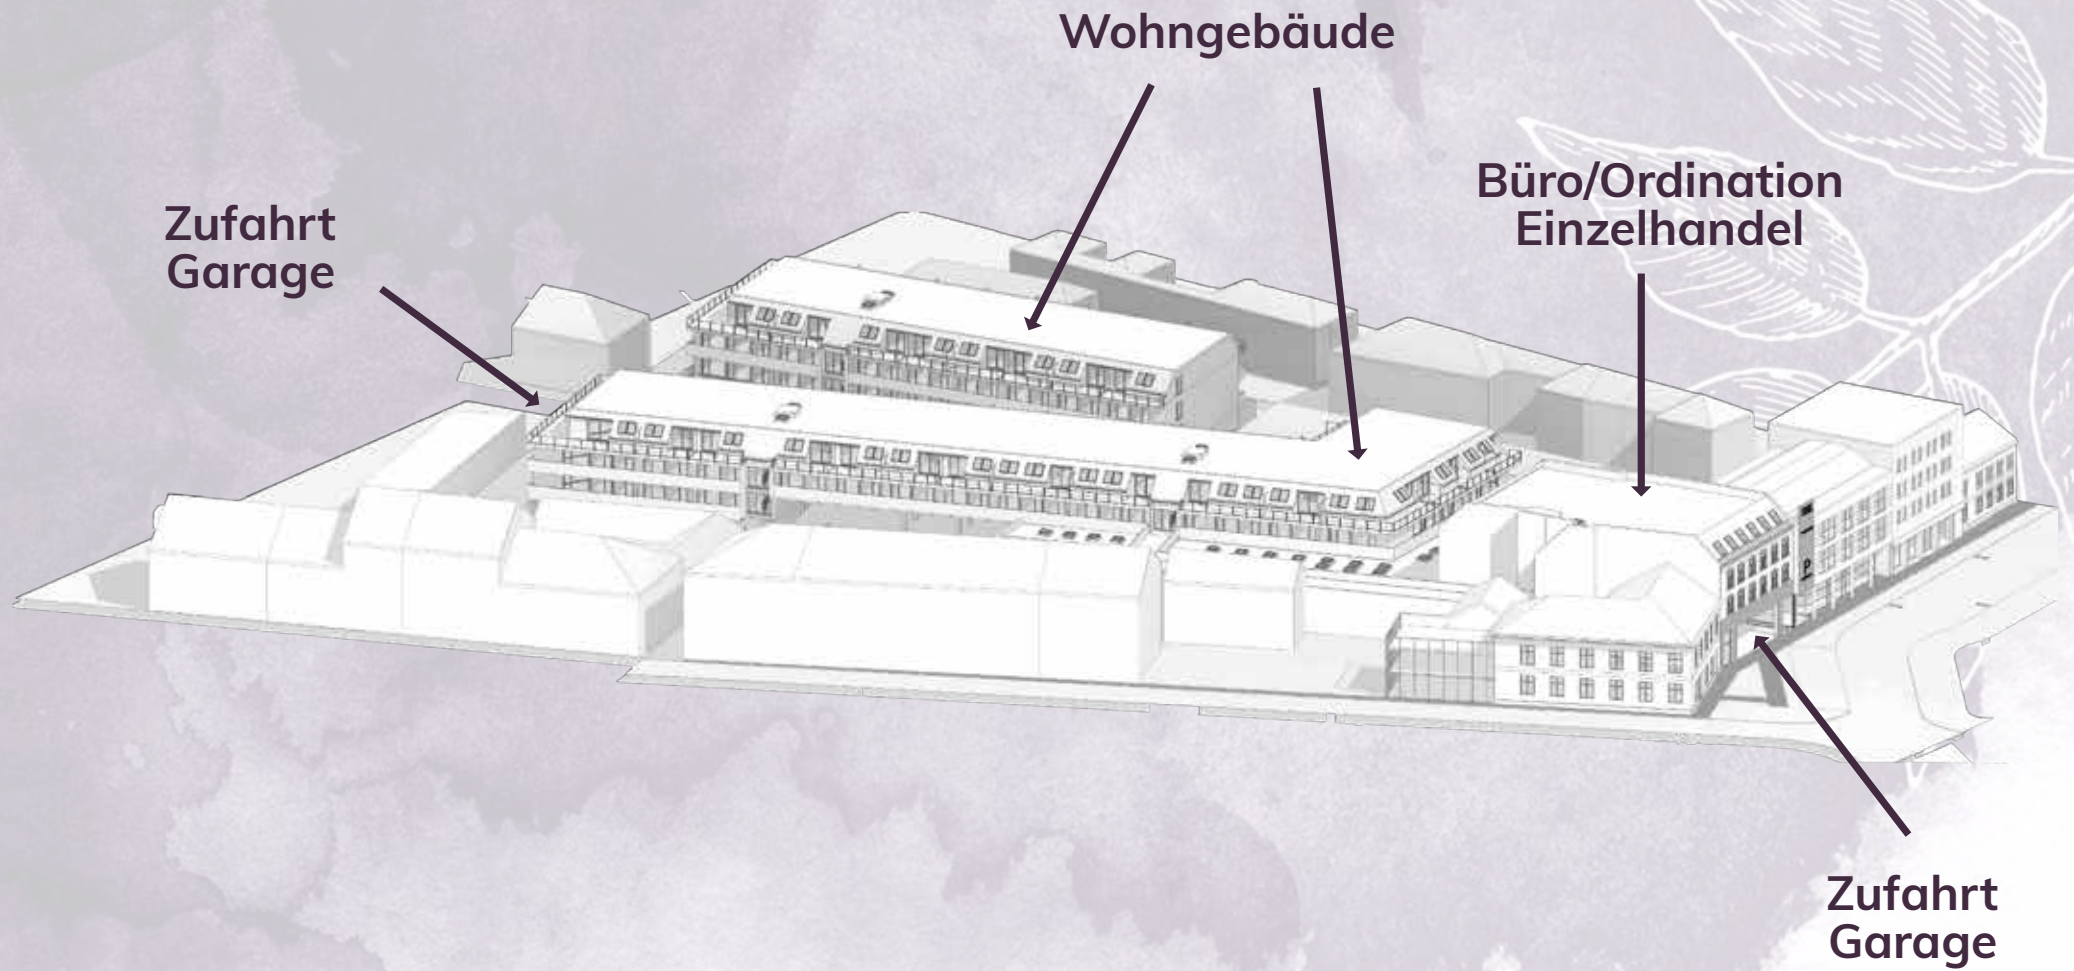 Wohngebäude
Büro/Ordination
Einzelhandel
Zufahrt
Garage
P
Zufahrt
Garage